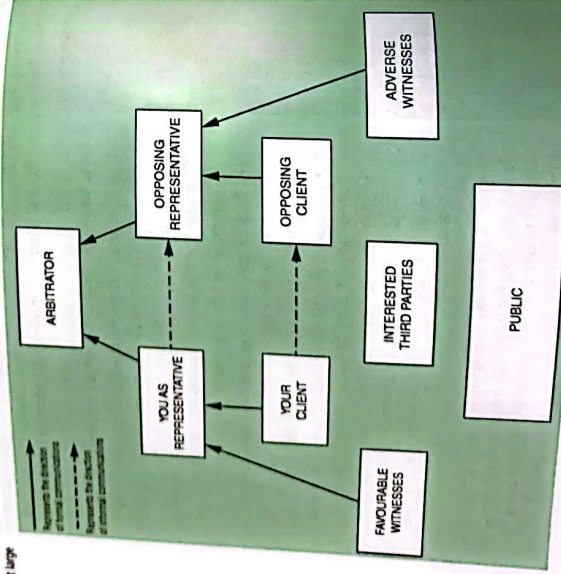 large
Represents the direction
of formal communications
Represents the direction
of informal communications
ARBITRATOR
YOU AS
REPRESENTATIVE
OPPOSING
REPRESENTATIVE
YOUR
CLIENT
OPPOSING
CLIENT
FAVOURABLE
WITNESSES
INTERESTED
THIRD PARTIES
ADVERSE
WITNESSES
PUBLIC